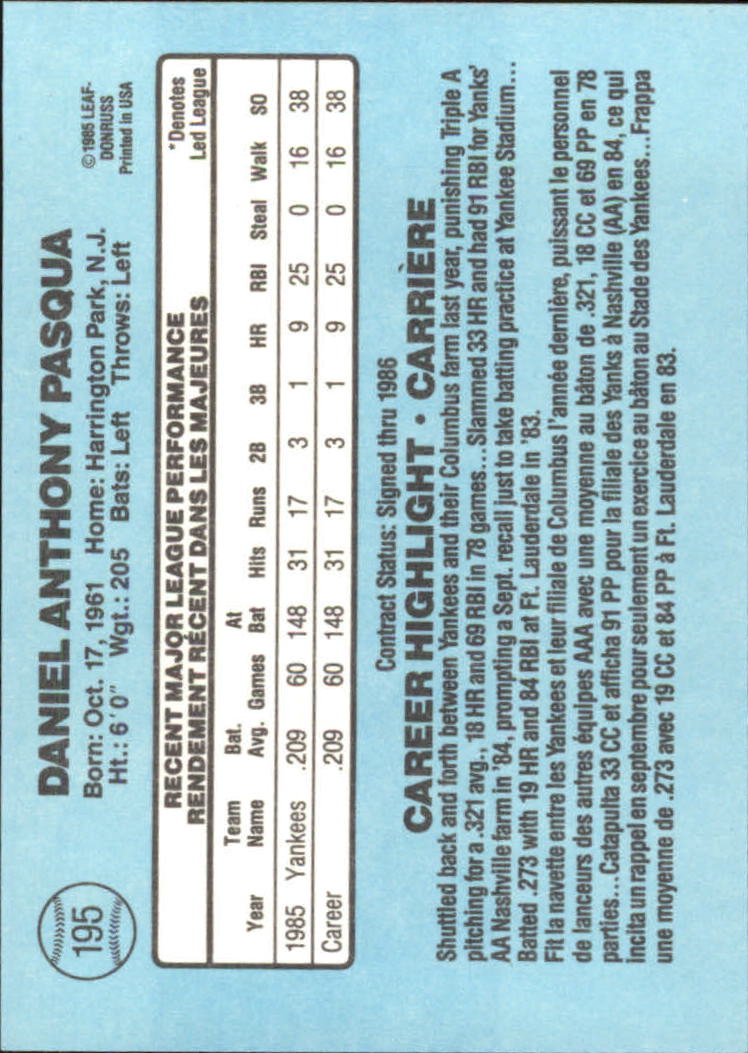 195
DANIEL ANTHONY PASQUA
Born: Oct. 17, 1961 Home: Harrington Park, N.J.
Ht.: 6'0" Wgt.: 205 Bats: Left Throws: Left
© 1985 LEAF-
DONRUSS
Printed in USA
RECENT MAJOR LEAGUE PERFORMANCE
RENDEMENT RÉCENT DANS LES MAJEURES
*Denotes
Led League
Year Team Name Bat. Avg. Games At Bat Hits Runs 2B 3B HR RBI Steal Walk SO
1985 Yankees .209 60 148 31 17 3 1 9 25 0 16 38
Career .209 60 148 31 17 3 1 9 25 0 16 38
Contract Status: Signed thru 1986
CAREER HIGHLIGHT • CARRIÈRE
Shuttled back and forth between Yankees and their Columbus farm last year, punishing Triple A
pitching for a .321 avg., 18 HR and 69 RBI in 78 games...Slammed 33 HR and had 91 RBI for Yanks'
AA Nashville farm in '84, prompting a Sept. recall just to take batting practice at Yankee Stadium...
Batted .273 with 19 HR and 84 RBI at Ft. Lauderdale in '83.
Fit la navette entre les Yankees et leur filiale de Columbus l'année dernière, puissant le personnel
de lanceurs des autres équipes AAA avec une moyenne au bâton de .321, 18 CC et 69 PP en 78
parties...Catapulta 33 CC et afficha 91 PP pour la filiale des Yanks à Nashville (AA) en 84, ce qui
incita un rappel en septembre pour seulement un exercice au bâton au Stade des Yankees...Frappa
une moyenne de .273 avec 19 CC et 84 PP à Ft. Lauderdale en 83.